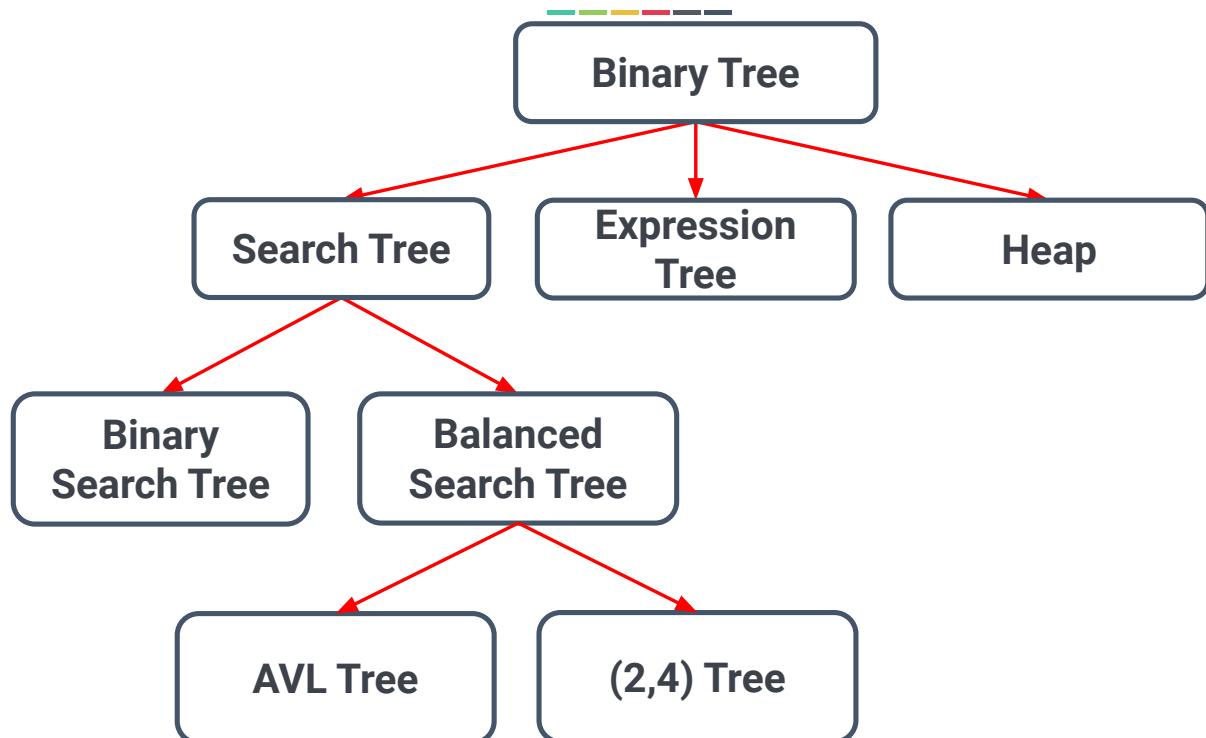 Binary Tree
Search Tree
Expression
Tree
Heap
Binary
Search Tree
Balanced
Search Tree
AVL Tree
(2,4) Tree